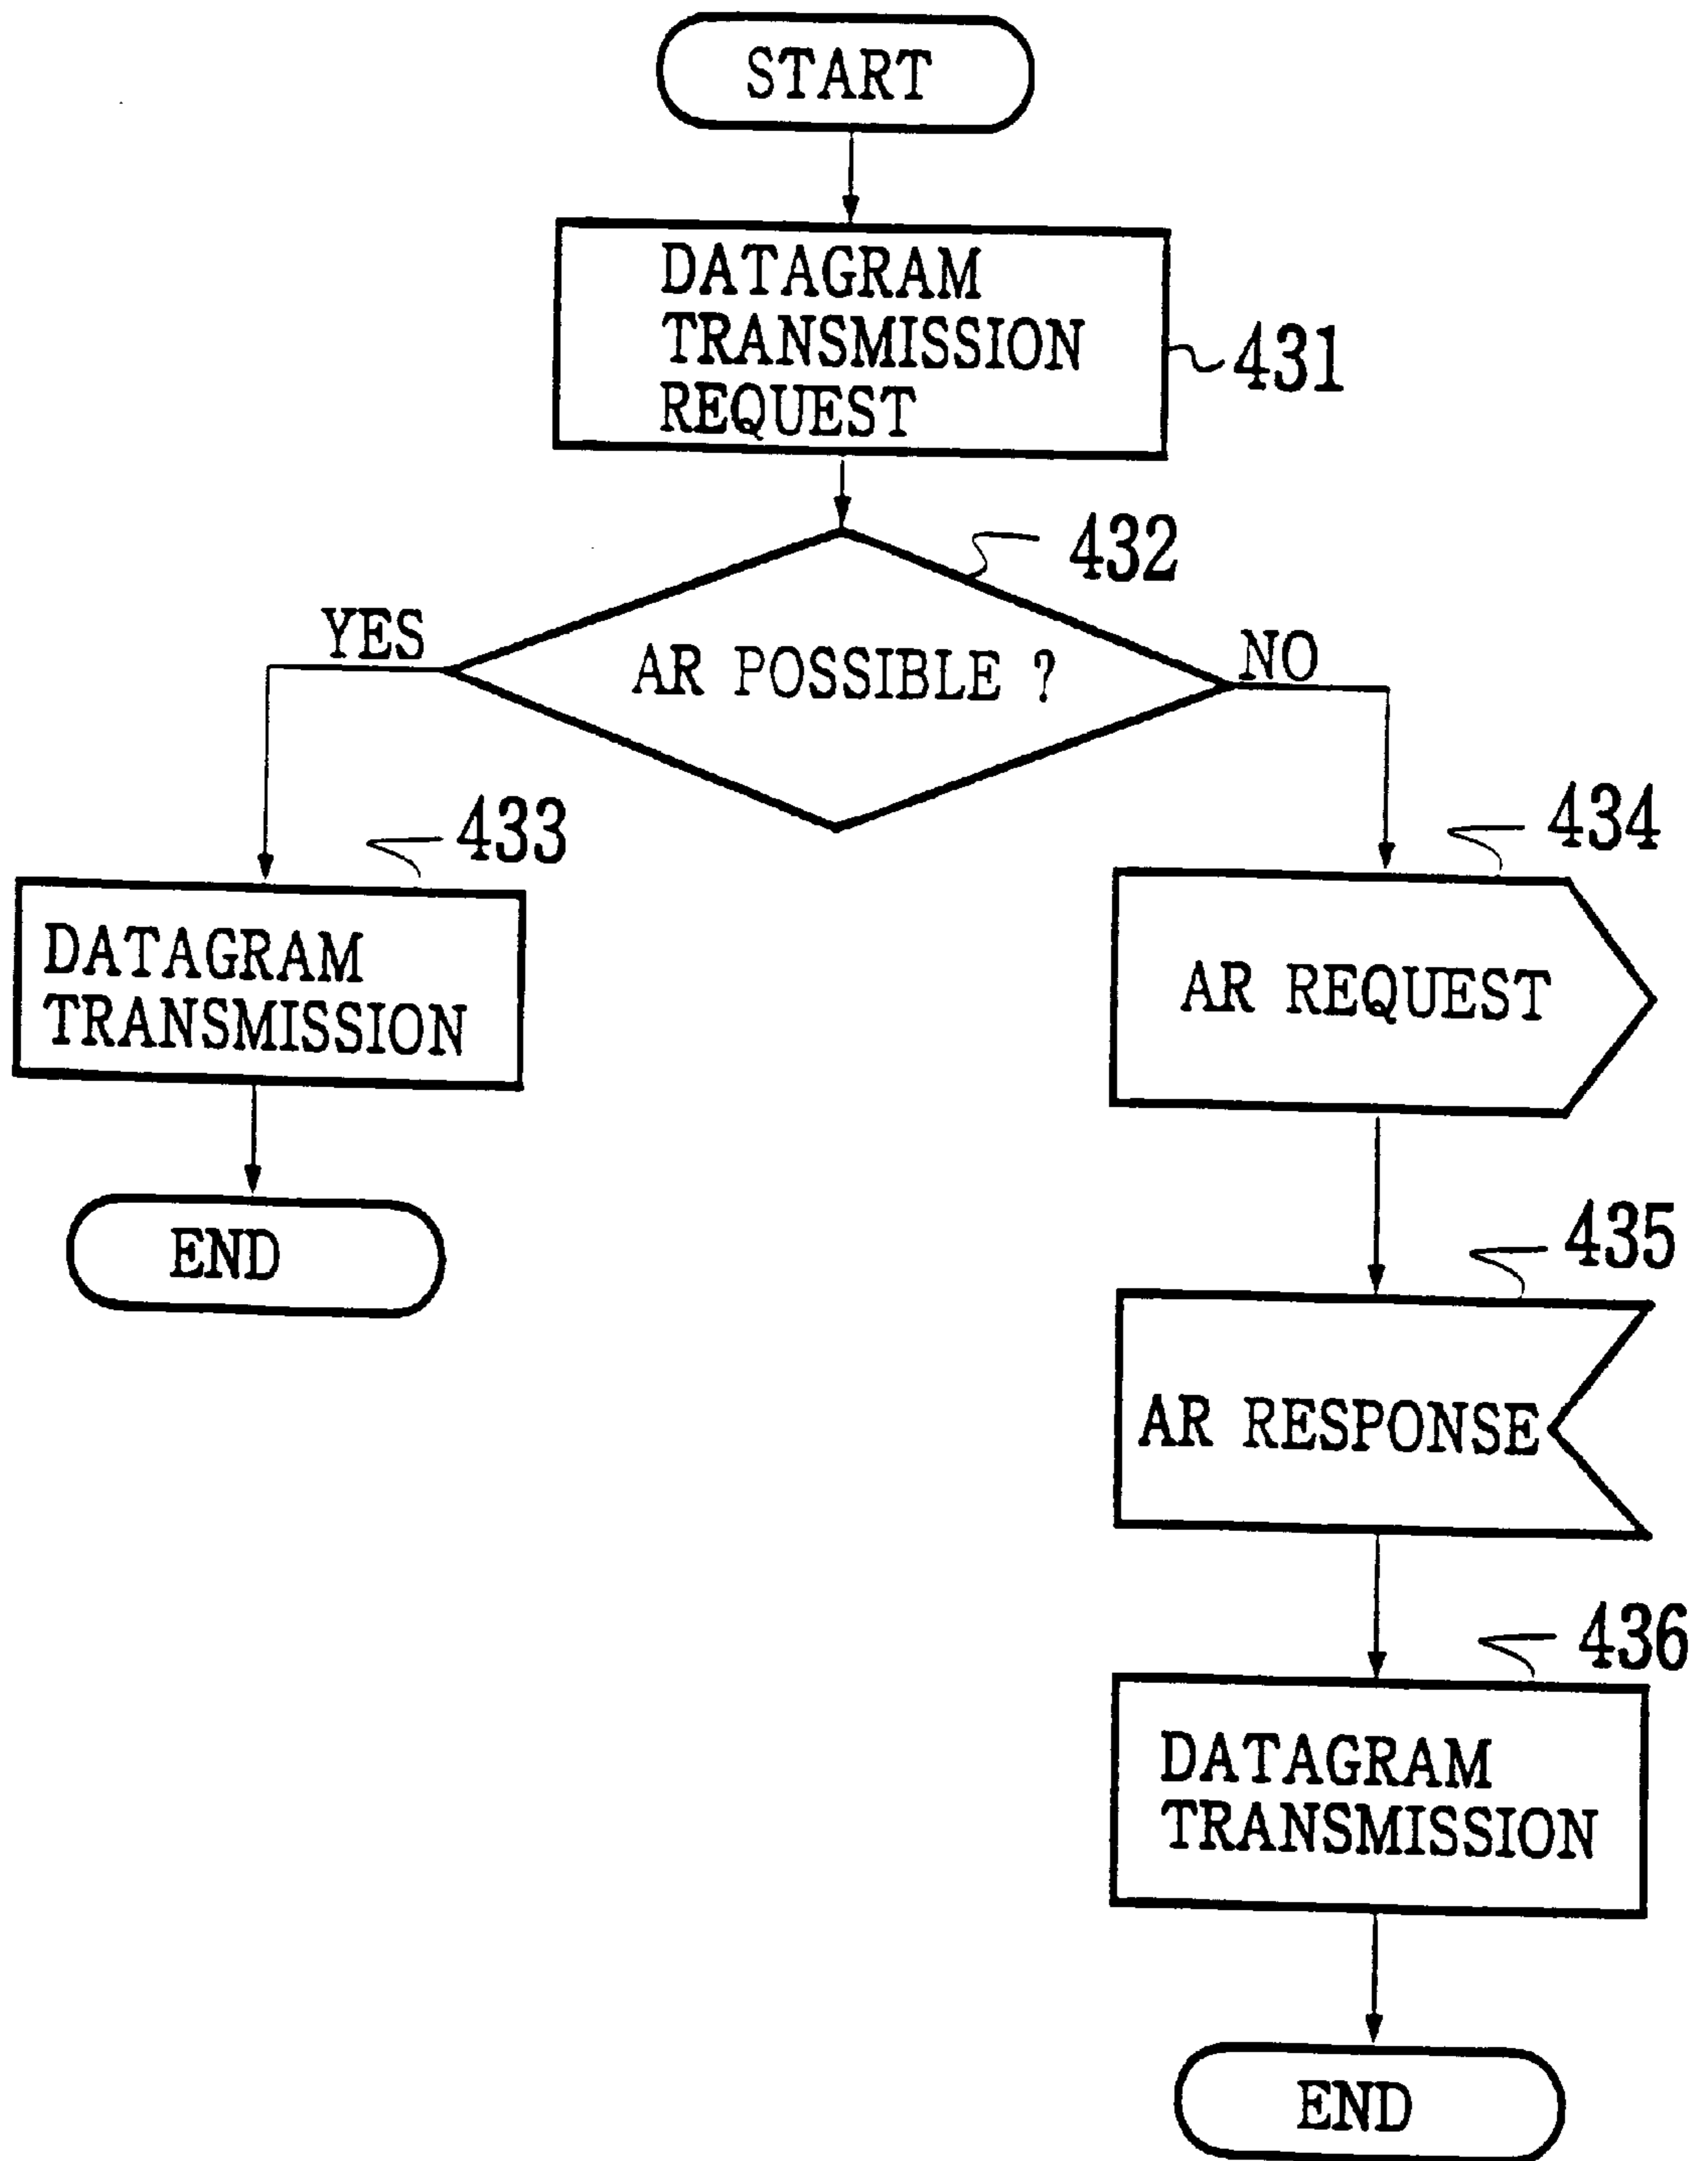 START
DATAGRAM
TRANSMISSION
REQUEST
431
432
YES
AR POSSIBLE ?
NO
433
434
DATAGRAM
TRANSMISSION
AR REQUEST
END
435
AR RESPONSE
436
DATAGRAM
TRANSMISSION
END